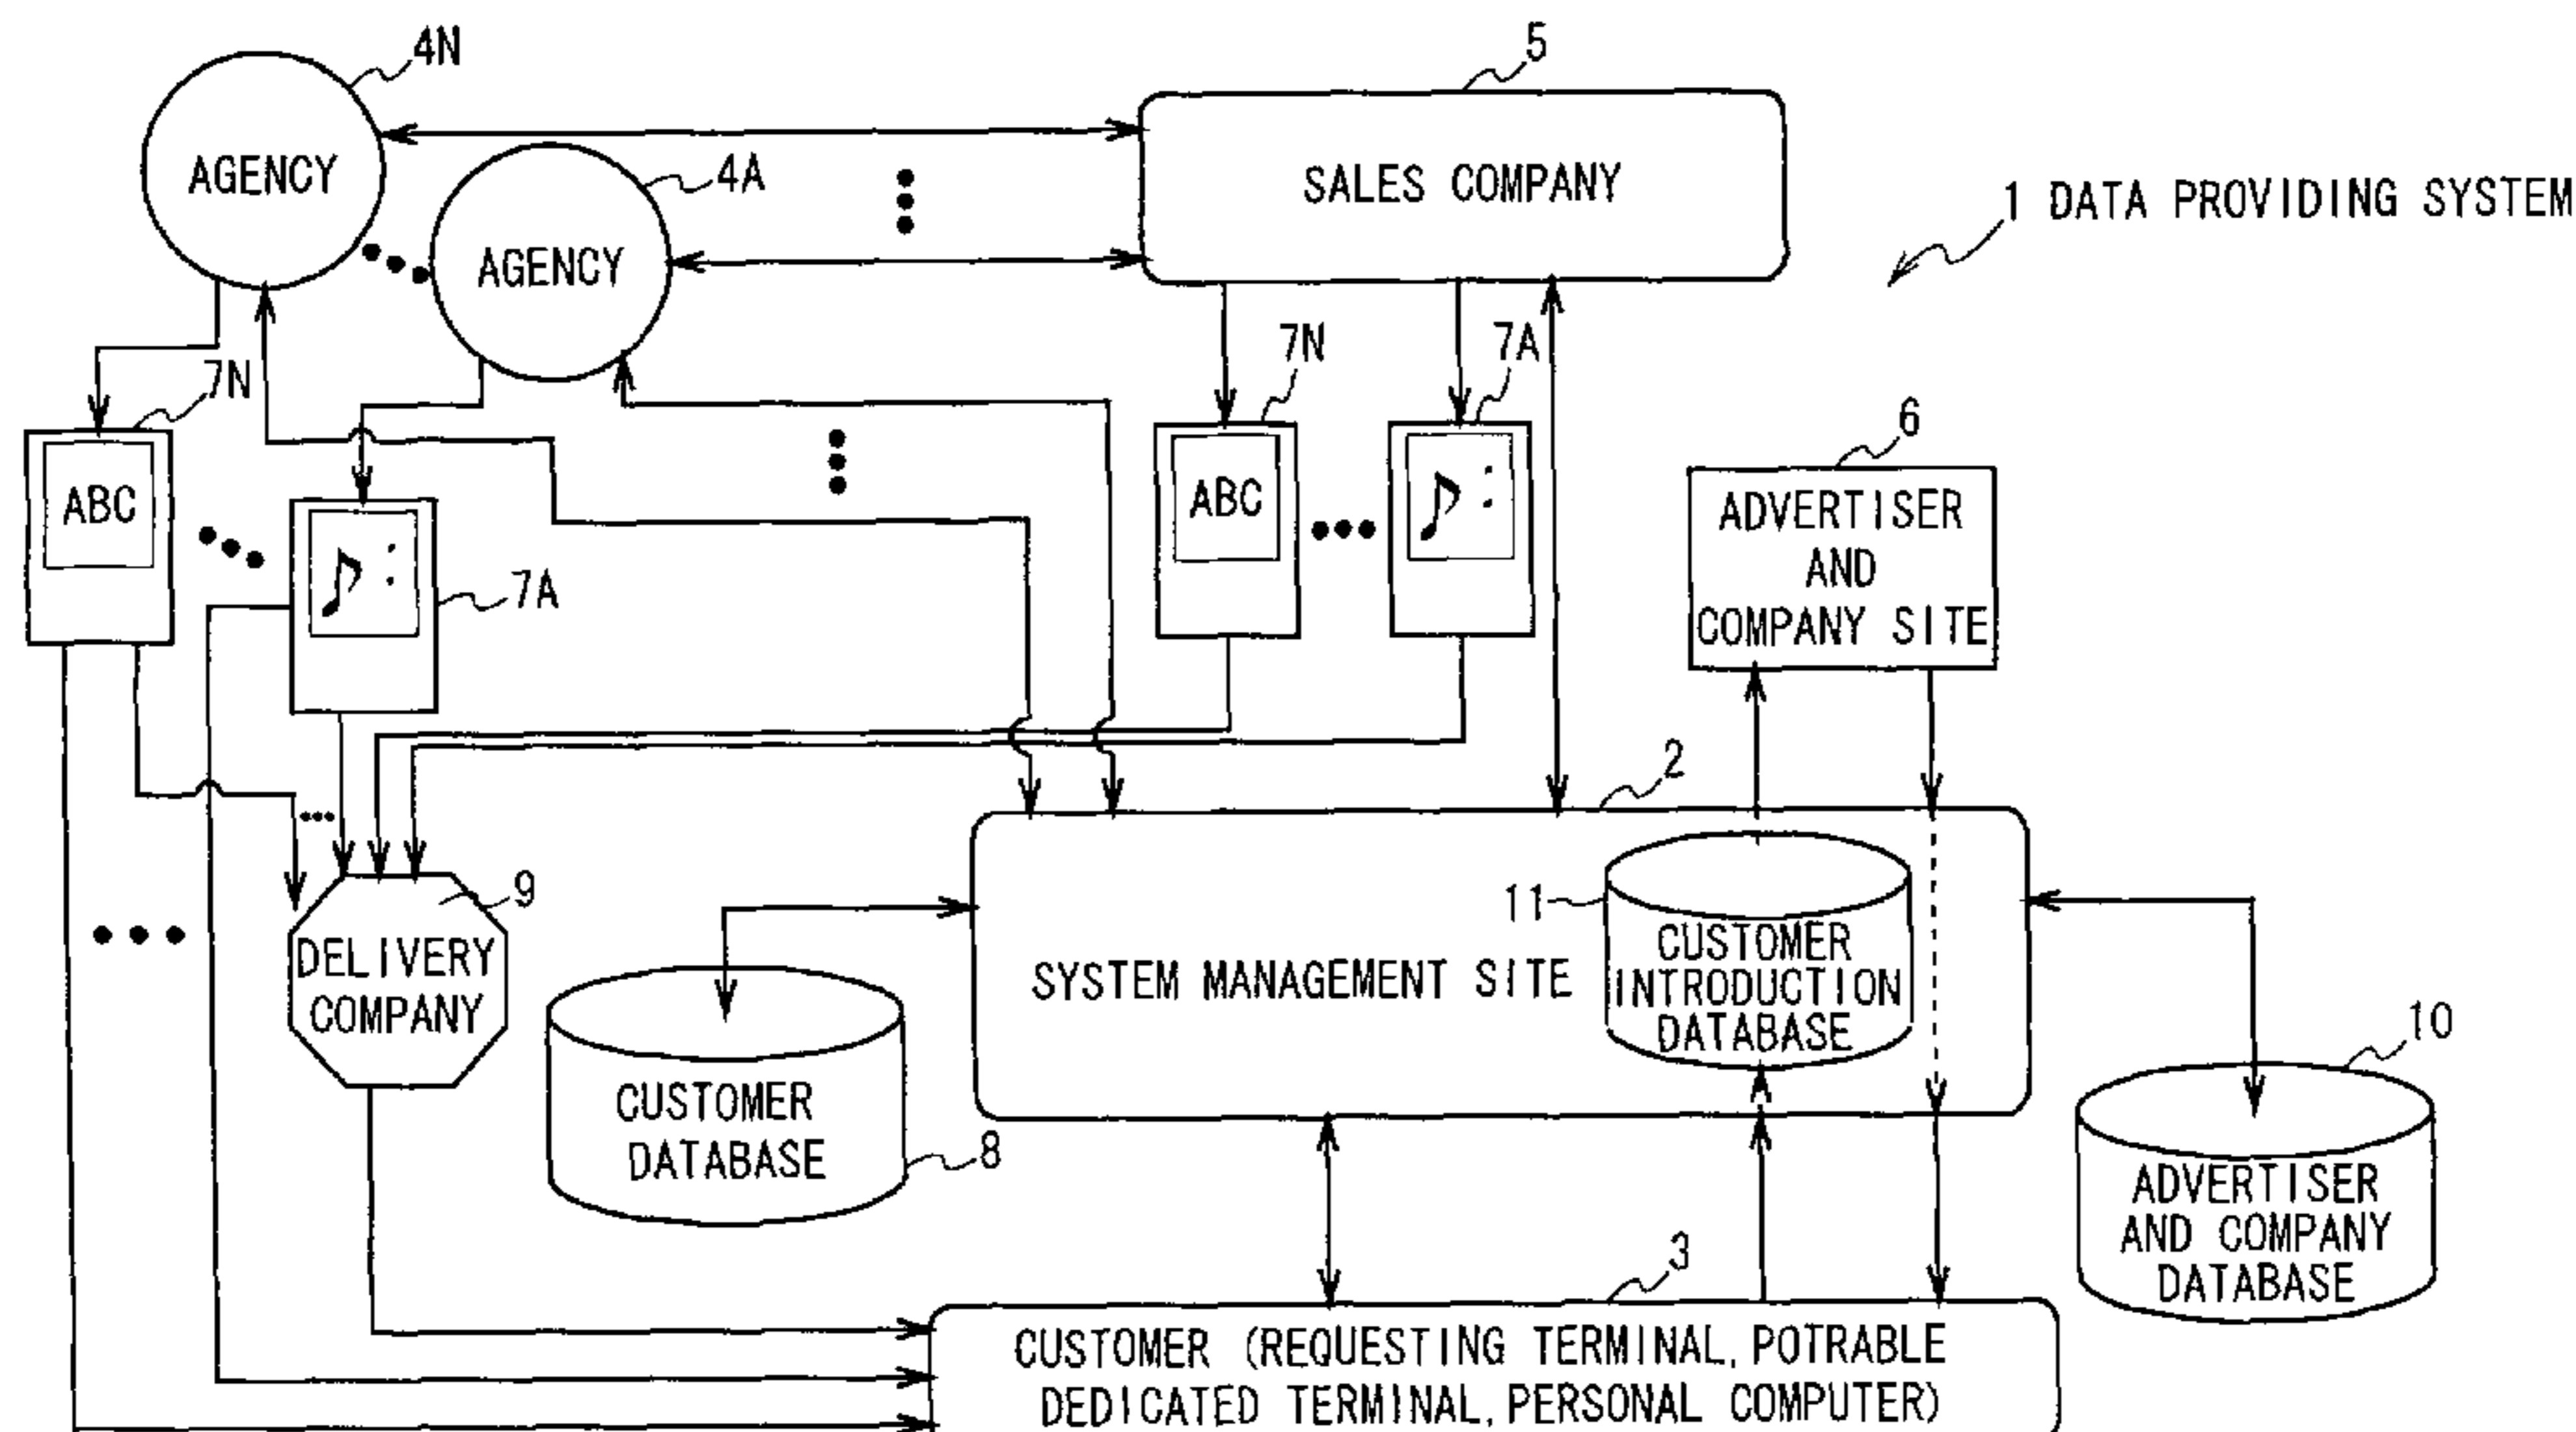 4N
5
AGENCY
4A
SALES COMPANY
1 DATA PROVIDING SYSTEM
AGENCY
7N
7N
7A
ABC
ABC
6
ADVERTISER
AND
COMPANY SITE
7A
2
9
DELIVERY
COMPANY
11
CUSTOMER
INTRODUCTION
DATABASE
SYSTEM MANAGEMENT SITE
CUSTOMER
DATABASE
8
10
ADVERTISER
AND COMPANY
DATABASE
3
CUSTOMER (REQUESTING TERMINAL, POTRABLE
DEDICATED TERMINAL, PERSONAL COMPUTER)